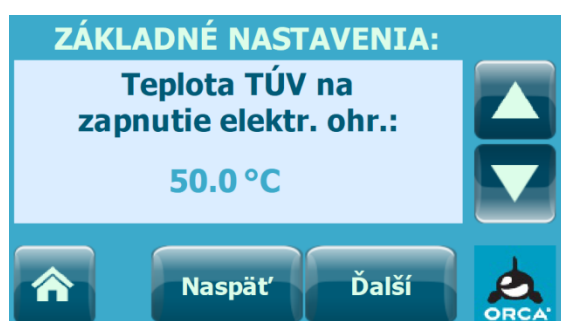 ZÁKLADNÉ NASTAVENIA:
Teplota TÚV na
zapnutie elektr. ohr.:
50.0 °C
Naspäť
Ďalší
ORCA